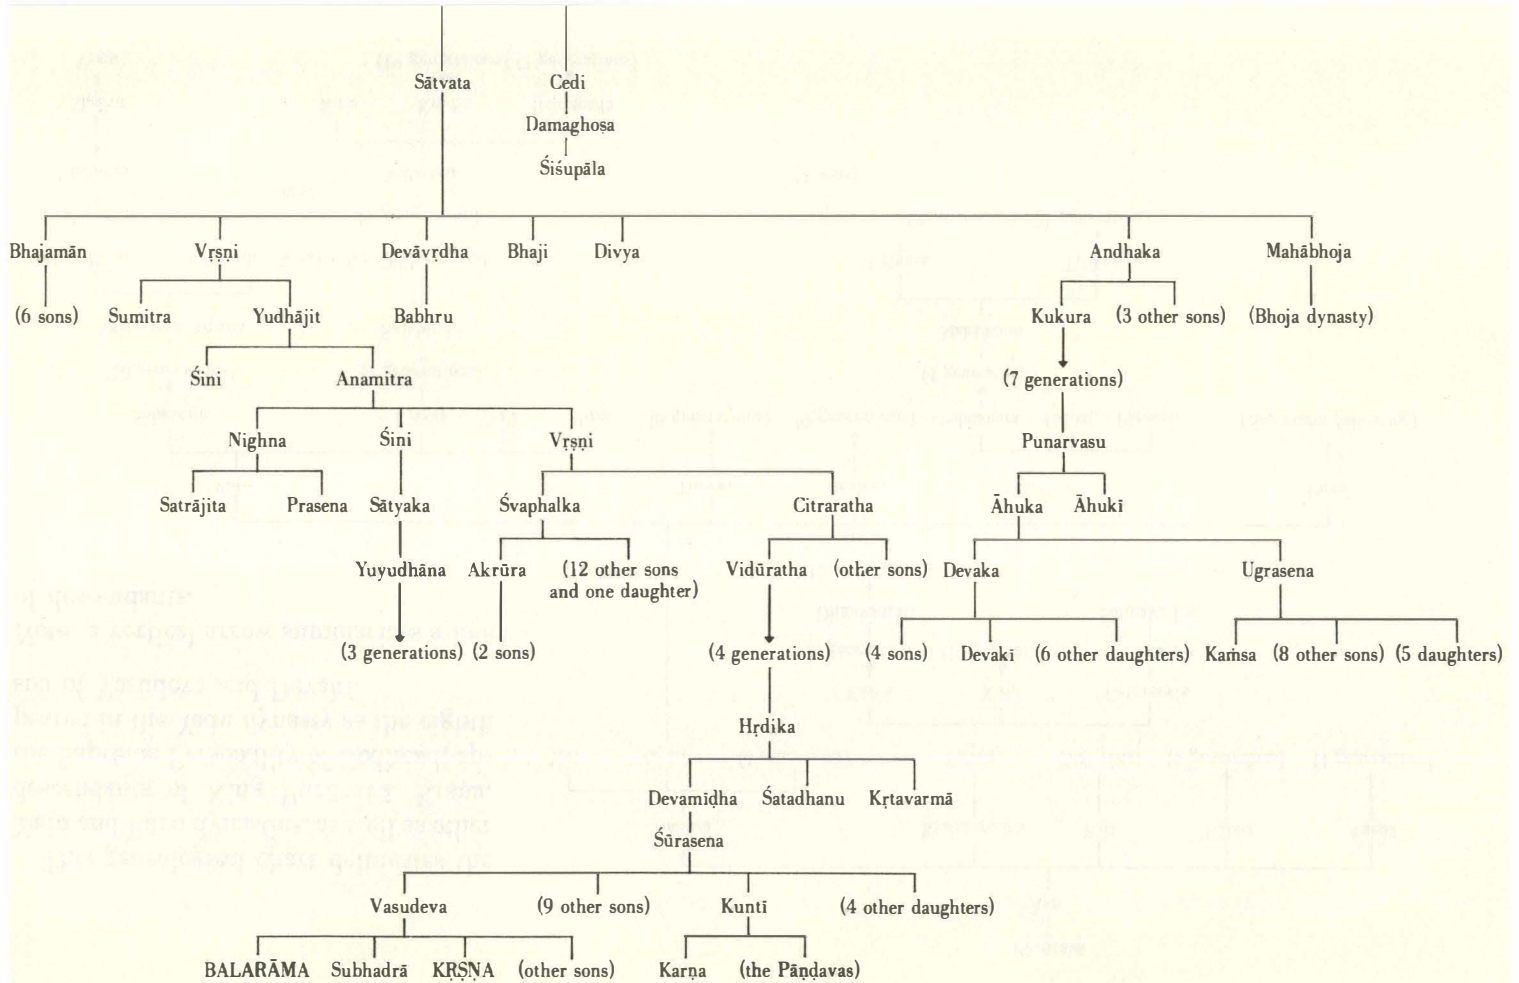 Sātvata Cedi
Damaghoṣa
Śiśupāla
Bhajamān Vṛṣṇi Devāvṛdha Bhaji Divya Andhaka Mahābhoja
(6 sons) Sumitra Yudhājit Babhru Kukura (3 other sons) (Bhoja dynasty)
Śini Anamitra (7 generations)
Nighna Śini Vṛṣṇi Punarvasu
Satrājita Prasena Sātyaka Śvaphalka Citraratha Āhuka Āhukī
Yuyudhāna Akrūra (12 other sons Vidūratha (other sons) Devaka Ugrasena
and one daughter)
(3 generations) (2 sons) (4 generations) (4 sons) Devakī (6 other daughters) Kaṁsa (8 other sons) (5 daughters)
Hṛdika
Devamīḍha Śatadhanu Kṛtavarmā
Śūrasena
Vasudeva (9 other sons) Kuntī (4 other daughters)
BALARĀMA Subhadrā KṚṢṆA (other sons) Karṇa (the Pāṇḍavas)